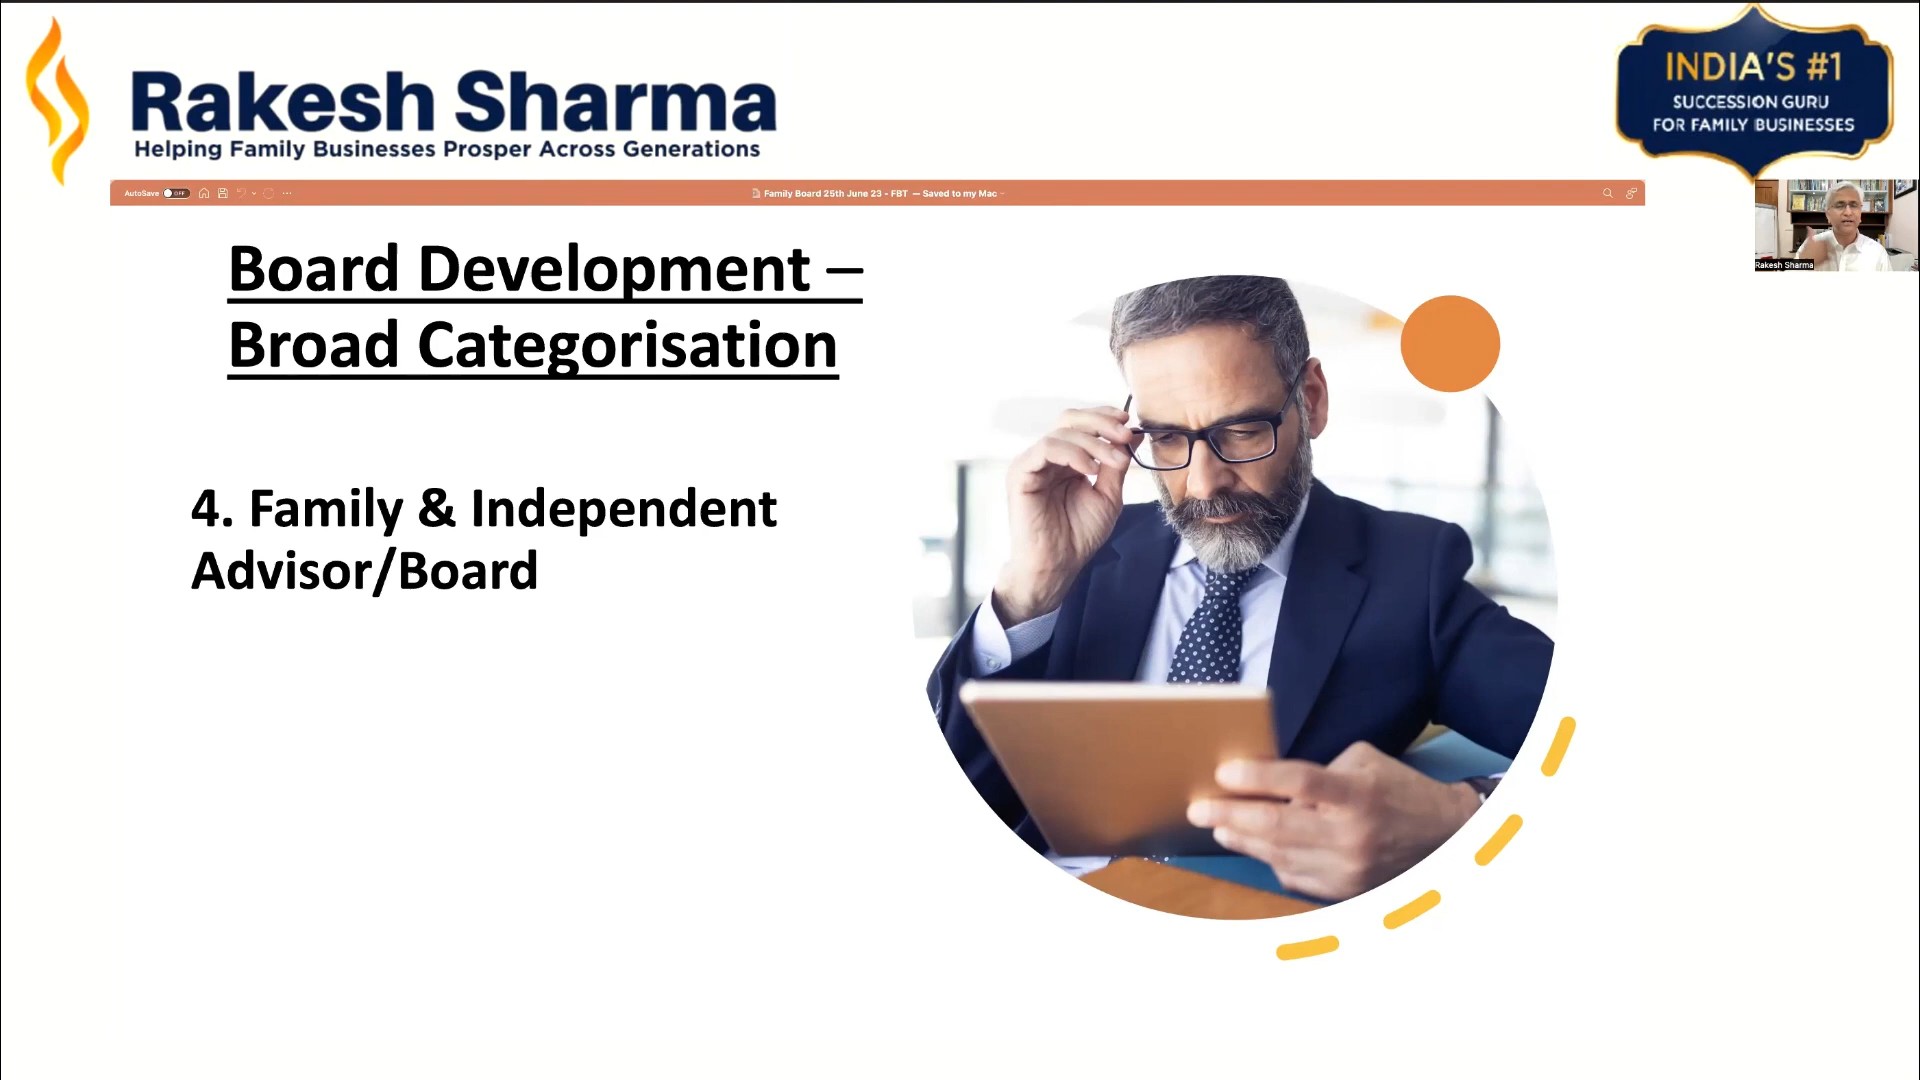 Rakesh Sharma
Helping Family Businesses Prosper Across Generations
INDIA'S #1
SUCCESSION GURU
FOR FAMILY BUSINESSES
AutoSave OFF
Family Board 25th June 23 - FBT — Saved to my Mac
Rakesh Sharma
Board Development –
Broad Categorisation
4. Family & Independent
Advisor/Board